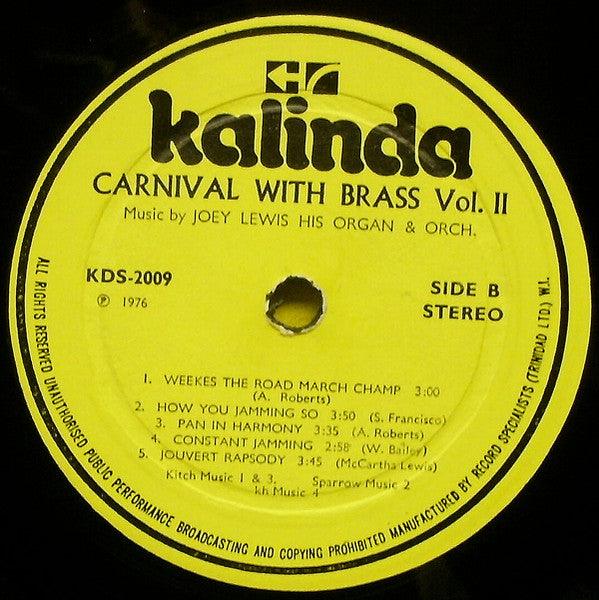 kalinda
CARNIVAL WITH BRASS Vol. II
Music by JOEY LEWIS HIS ORGAN & ORCH.
KDS-2009
℗ 1976
SIDE B
STEREO
1. WEEKES THE ROAD MARCH CHAMP 3:00
(A. Roberts)
2. HOW YOU JAMMING SO 3:50 (S. Francisco)
3. PAN IN HARMONY 3:35 (A. Roberts)
4. CONSTANT JAMMING 2:58 (W. Bailey)
5. JOUVERT RAPSODY 3:45 (McCartha Lewis)
Kitch Music 1 & 3. Sparrow Music 2
kh Music 4
ALL RIGHTS RESERVED UNAUTHORISED PUBLIC PERFORMANCE BROADCASTING AND COPYING PROHIBITED MANUFACTURED BY RECORD SPECIALISTS (TRINIDAD LTD.) W.I.